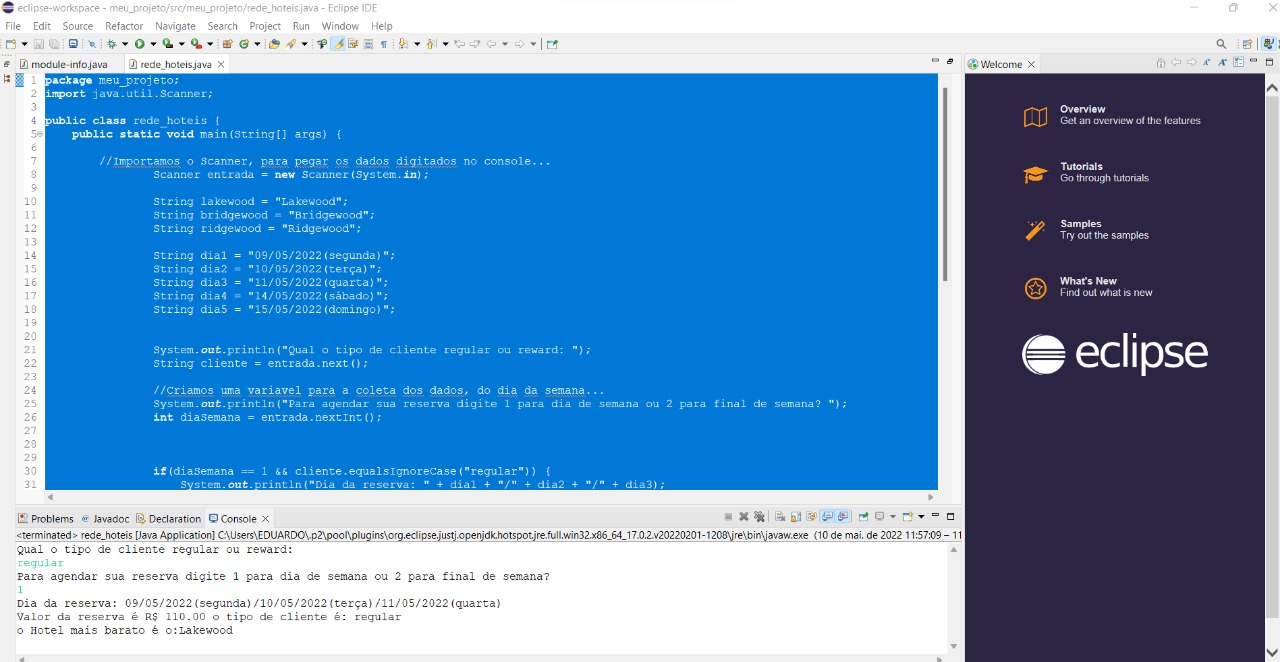 eclipse-workspace - meu_projeto/src/meu_projeto/rede_hoteis.java - Eclipse IDE
File Edit Source Refactor Navigate Search Project Run Window Help
module-info.java rede_hoteis.java
1 package meu_projeto;
2 import java.util.Scanner;
3
4 public class rede_hoteis {
5 public static void main(String[] args) {
6
7 //Importamos o Scanner, para pegar os dados digitados no console...
8 Scanner entrada = new Scanner(System.in);
9
10 String lakewood = "Lakewood";
11 String bridgewood = "Bridgewood";
12 String ridgewood = "Ridgewood";
13
14 String dia1 = "09/05/2022(segunda)";
15 String dia2 = "10/05/2022(terça)";
16 String dia3 = "11/05/2022(quarta)";
17 String dia4 = "14/05/2022(sábado)";
18 String dia5 = "15/05/2022(domingo)";
19
20
21 System.out.println("Qual o tipo de cliente regular ou reward: ");
22 String cliente = entrada.next();
23
24 //Criamos uma variavel para a coleta dos dados, do dia da semana...
25 System.out.println("Para agendar sua reserva digite 1 para dia de semana ou 2 para final de semana? ");
26 int diaSemana = entrada.nextInt();
27
28
29
30 if(diaSemana == 1 && cliente.equalsIgnoreCase("regular")) {
31 System.out.println("Dia da reserva: " + dia1 + "/" + dia2 + "/" + dia3);
Welcome
Overview
Get an overview of the features
Tutorials
Go through tutorials
Samples
Try out the samples
What's New
Find out what is new
eclipse
Problems Javadoc Declaration Console
<terminated> rede_hoteis [Java Application] C:\Users\EDUARDO\.p2\pool\plugins\org.eclipse.justj.openjdk.hotspot.jre.full.win32.x86_64_17.0.2.v20220201-1208\jre\bin\javaw.exe (10 de mai. de 2022 11:57:09 – 11
Qual o tipo de cliente regular ou reward:
regular
Para agendar sua reserva digite 1 para dia de semana ou 2 para final de semana?
1
Dia da reserva: 09/05/2022(segunda)/10/05/2022(terça)/11/05/2022(quarta)
Valor da reserva é R$ 110.00 o tipo de cliente é: regular
o Hotel mais barato é o:Lakewood